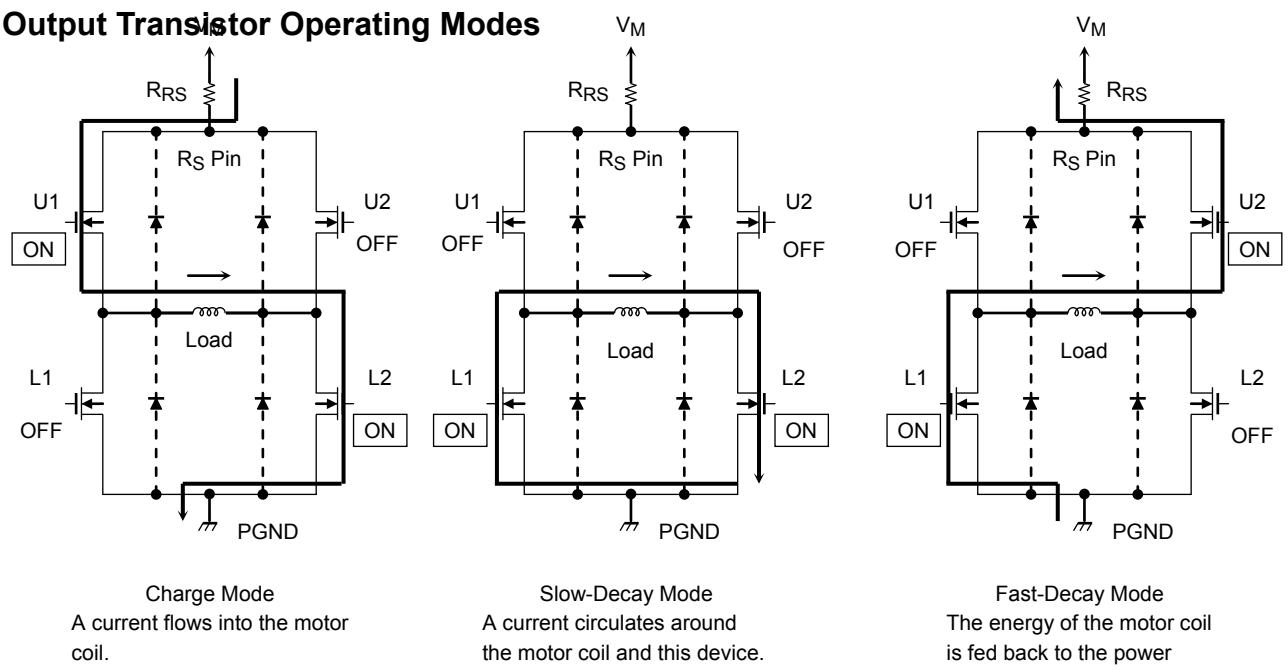 Output Transistor Operating Modes
VM VM VM
RRS RRS RRS
RS Pin RS Pin RS Pin
U1 U2 U1 U2 U1 U2
ON OFF OFF OFF OFF ON
Load Load Load
L1 L2 L1 L2 L1 L2
OFF ON ON ON ON OFF
PGND PGND PGND
Charge Mode
A current flows into the motor
coil.
Slow-Decay Mode
A current circulates around
the motor coil and this device.
Fast-Decay Mode
The energy of the motor coil
is fed back to the power